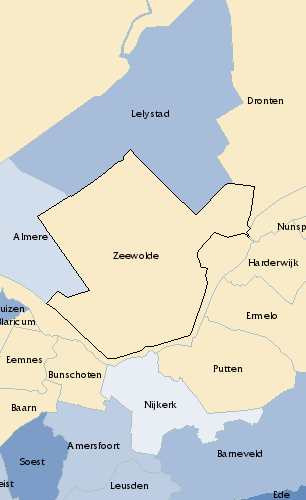 Dronten
Lelystad
Nunsp
Almere
Zeewolde
Harderwijk
uizen
Ermelo
laricum
Eemnes
Putten
Bunschoten
Nijkerk
Baarn
Amersfoort
Barneveld
Soest
eist
Leusden
Ede